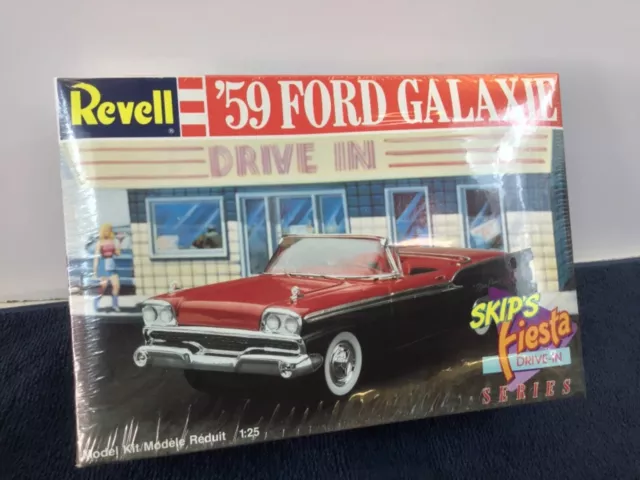 Revell
'59 FORD GALAXIE
DRIVE IN
SKIP'S
Fiesta
DRIVE-IN
SERIES
Model Kit/Modèle Réduit 1:25